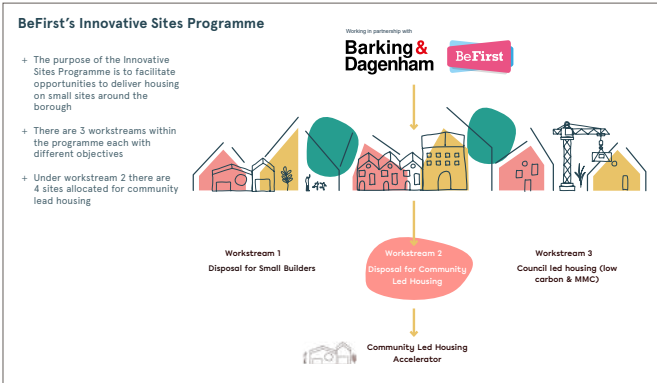 BeFirst's Innovative Sites Programme
+ The purpose of the Innovative
Sites Programme is to facilitate
opportunities to deliver housing
on small sites around the
borough
+ There are 3 workstreams within
the programme each with
different objectives
+ Under workstream 2 there are
4 sites allocated for community
lead housing
Working in partnership with
Barking &
Dagenham
BeFirst
Workstream 1
Disposal for Small Builders
Workstream 2
Disposal for Community
Led Housing
Workstream 3
Council led housing (low
carbon & MMC)
Community Led Housing
Accelerator